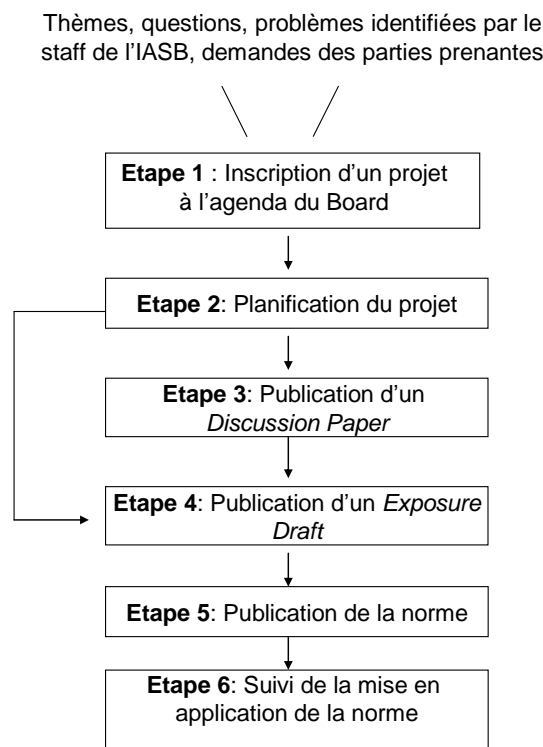 Thèmes, questions, problèmes identifiées par le
staff de l'IASB, demandes des parties prenantes
Etape 1 : Inscription d'un projet
à l'agenda du Board
Etape 2: Planification du projet
Etape 3: Publication d'un
Discussion Paper
Etape 4: Publication d'un Exposure
Draft
Etape 5: Publication de la norme
Etape 6: Suivi de la mise en
application de la norme